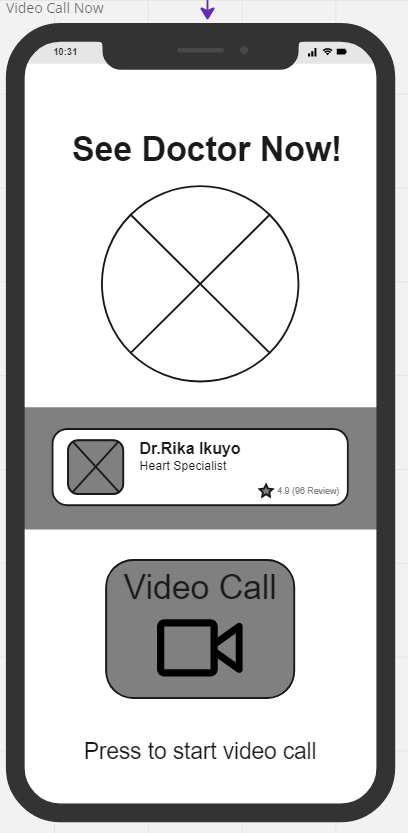 Video Call Now
10:31
See Doctor Now!
Dr.Rika Ikuyo
Heart Specialist
4.9 (96 Review)
Video Call
Press to start video call